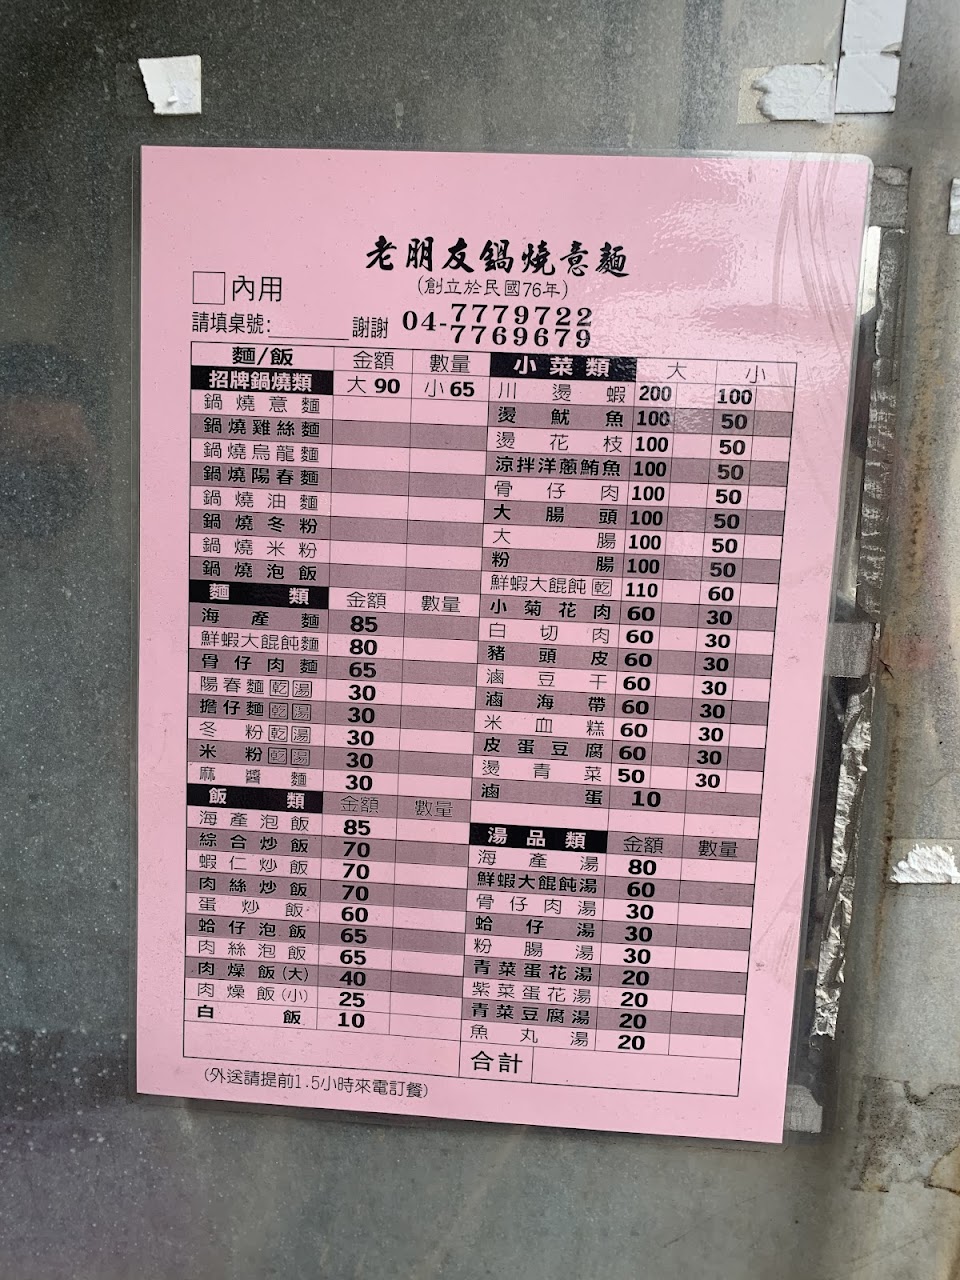 老朋友鍋燒意麵
(創立於民國76年)
內用
請填桌號:________謝謝
04-7779722
7769679
麵/飯 金額 數量
招牌鍋燒類 大 90 小 65
鍋燒意麵
鍋燒雞絲麵
鍋燒烏龍麵
鍋燒陽春麵
鍋燒油麵
鍋燒冬粉
鍋燒米粉
鍋燒泡飯
麵類 金額 數量
海產麵 85
鮮蝦大餛飩麵 80
骨仔肉麵 65
陽春麵乾湯 30
擔仔麵乾湯 30
冬粉乾湯 30
米粉乾湯 30
麻醬麵 30
飯類 金額 數量
海產泡飯 85
綜合炒飯 70
蝦仁炒飯 70
肉絲炒飯 70
蛋炒飯 60
蛤仔泡飯 65
肉絲泡飯 65
肉燥飯(大) 40
肉燥飯(小) 25
白飯 10
小菜類 大 小
川燙蝦 200 100
燙魷魚 100 50
燙花枝 100 50
涼拌洋蔥鮪魚 100 50
骨仔肉 100 50
大腸頭 100 50
大腸 100 50
粉腸 100 50
鮮蝦大餛飩乾 110 60
小菊花肉 60 30
白切肉 60 30
豬頭皮 60 30
滷豆干 60 30
滷海帶 60 30
米血糕 60 30
皮蛋豆腐 60 30
燙青菜 50 30
滷蛋 10
湯品類 金額 數量
海產湯 80
鮮蝦大餛飩湯 60
骨仔肉湯 30
蛤仔湯 30
粉腸湯 30
青菜蛋花湯 20
紫菜蛋花湯 20
青菜豆腐湯 20
魚丸湯 20
合計
(外送請提前1.5小時來電訂餐)